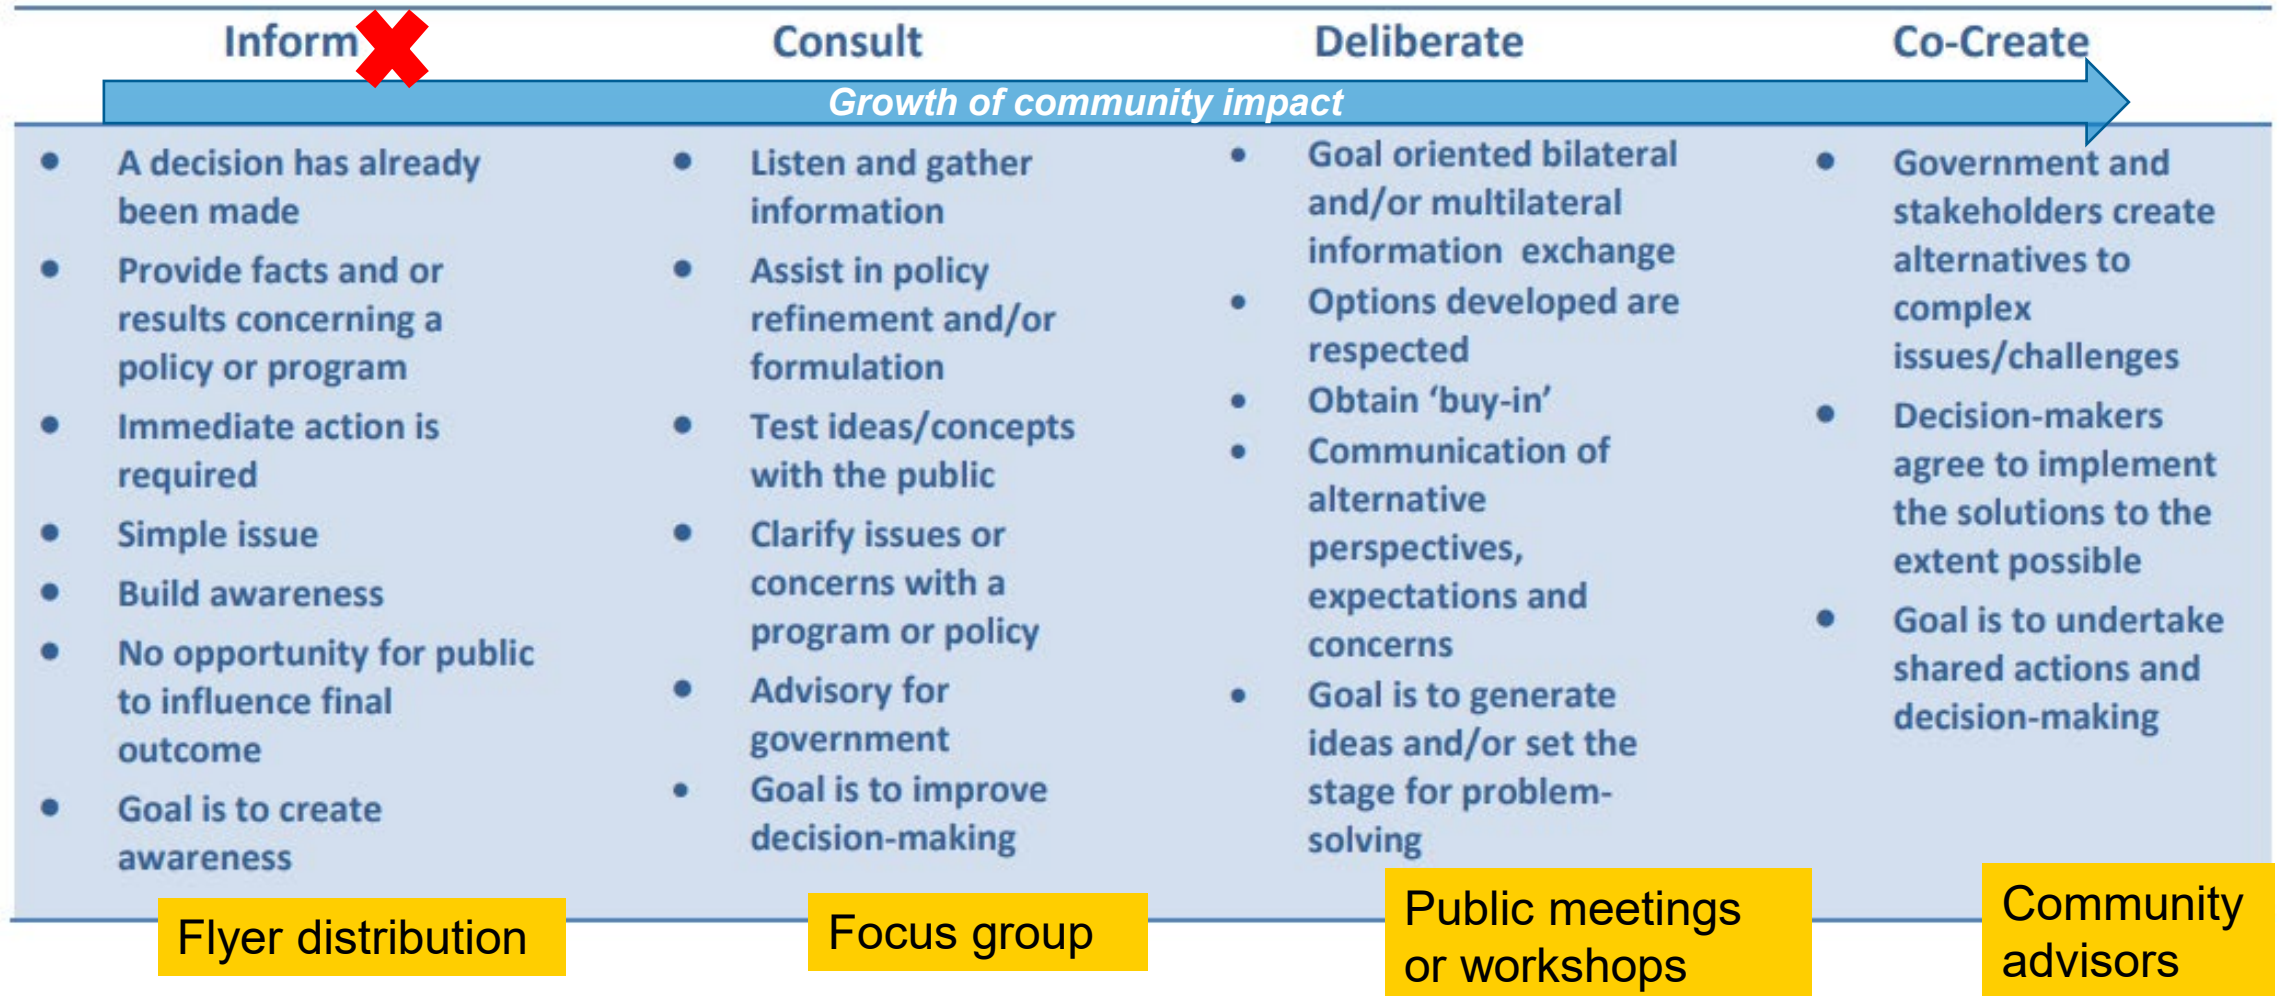 Inform
Consult
Deliberate
Co-Create
Growth of community impact
• A decision has already
been made
• Provide facts and or
results concerning a
policy or program
• Immediate action is
required
• Simple issue
• Build awareness
• No opportunity for public
to influence final
outcome
• Goal is to create
awareness
Flyer distribution
• Listen and gather
information
• Assist in policy
refinement and/or
formulation
• Test ideas/concepts
with the public
• Clarify issues or
concerns with a
program or policy
• Advisory for
government
• Goal is to improve
decision-making
Focus group
• Goal oriented bilateral
and/or multilateral
information exchange
• Options developed are
respected
• Obtain ‘buy-in’
• Communication of
alternative
perspectives,
expectations and
concerns
• Goal is to generate
ideas and/or set the
stage for problem-
solving
Public meetings
or workshops
• Government and
stakeholders create
alternatives to
complex
issues/challenges
• Decision-makers
agree to implement
the solutions to the
extent possible
• Goal is to undertake
shared actions and
decision-making
Community
advisors